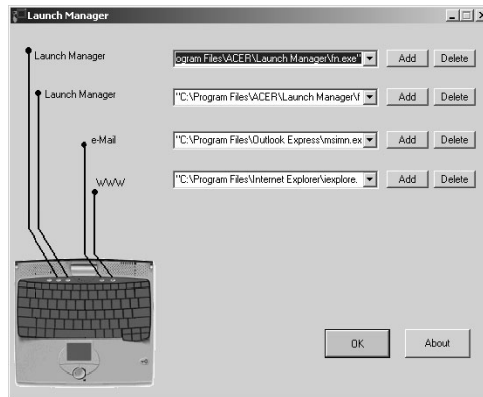 Launch Manager
Launch Manager ogram Files\ACER\Launch Manager\fn.exe" Add Delete
Launch Manager "C:\Program Files\ACER\Launch Manager\f Add Delete
e-Mail "C:\Program Files\Outlook Express\msimn.ex Add Delete
WWW "C:\Program Files\Internet Explorer\iexplore. Add Delete
OK About